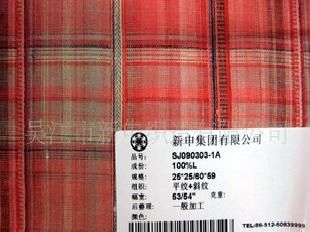 新申集团有限公司
品号: SJ090303-1A
成份: 100%L
规格: 25*25/60*59
组织: 平纹+斜纹
幅宽: 53/54" 克重:
后整理: 一般加工
颜色:
TEL:86-512-63639999